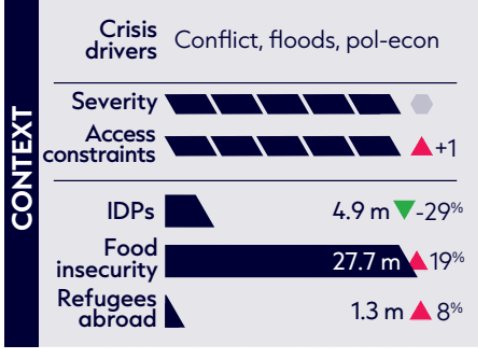 CONTEXT
Crisis
drivers
Conflict, floods, pol-econ
Severity
Access
constraints
+1
IDPs
4.9 m -29%
Food
insecurity
27.7 m 19%
Refugees
abroad
1.3 m 8%